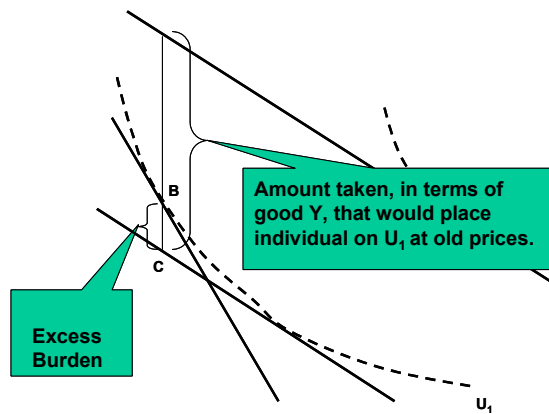 B
Amount taken, in terms of
good Y, that would place
individual on U₁ at old prices.
C
Excess
Burden
U₁